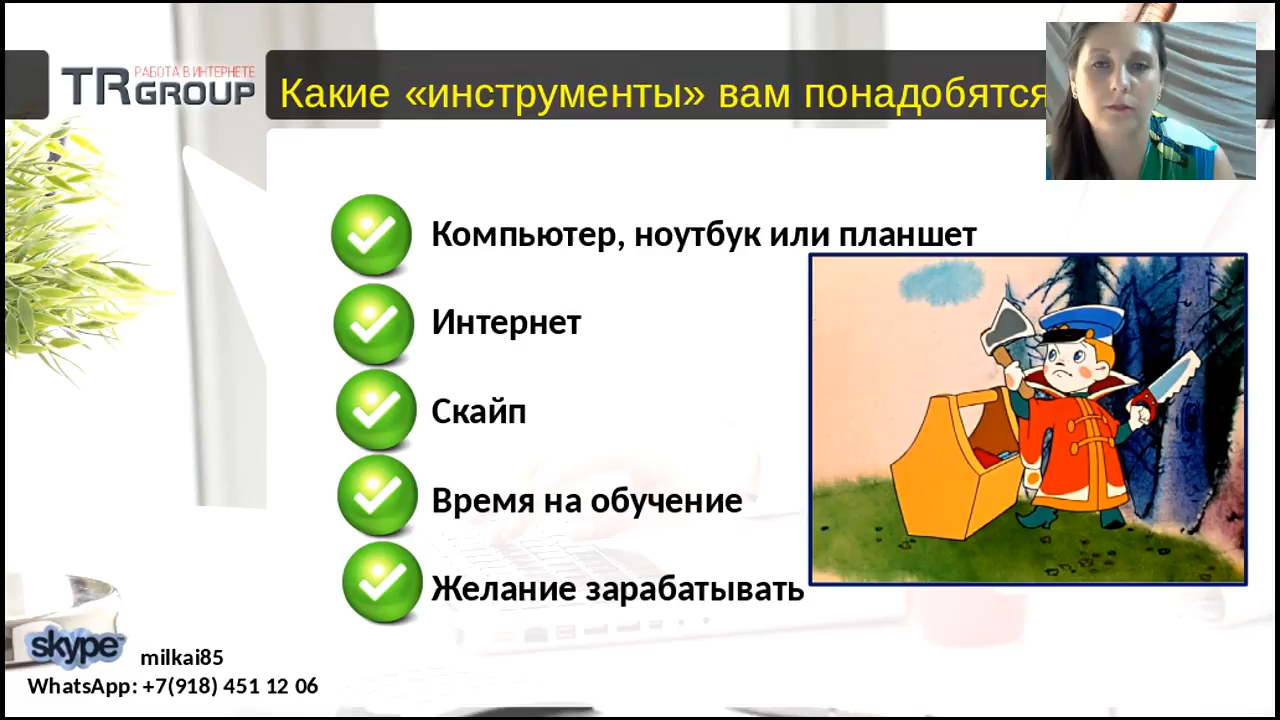 РАБОТА В ИНТЕРНЕТЕ
TR GROUP
Какие «инструменты» вам понадобятся
Компьютер, ноутбук или планшет
Интернет
Скайп
Время на обучение
Желание зарабатывать
skype milkai85
WhatsApp: +7(918) 451 12 06